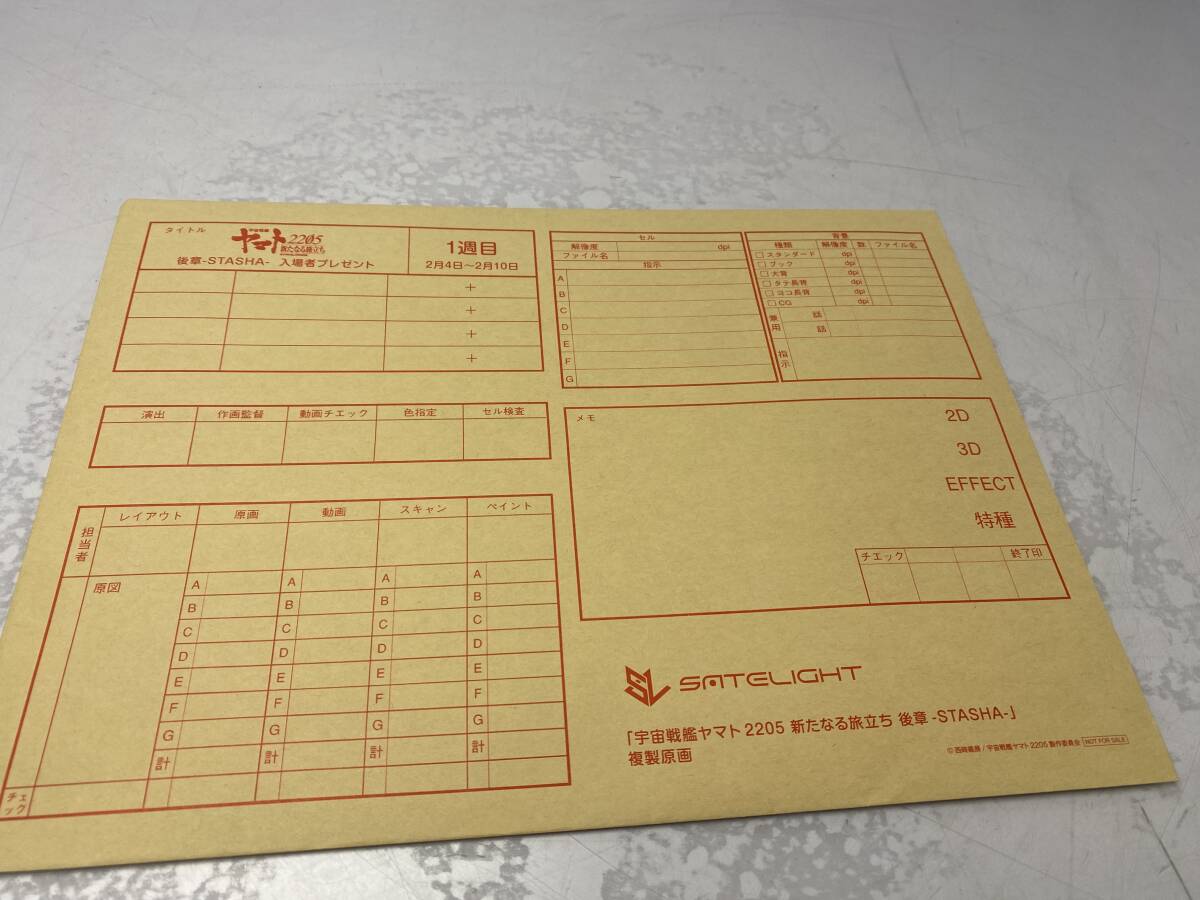 タイトル
宇宙戦艦
ヤマト2205
新たなる旅立ち
後章-STASHA- 入場者プレゼント
1週目
2月4日〜2月10日
+
+
+
+
セル
解像度 dpi
ファイル名
指示
A
B
C
D
E
F
G
背景
種類 解像度 数 ファイル名
□スタンダード dpi
□ブック dpi
□大背 dpi
□タテ長背 dpi
□ヨコ長背 dpi
□CG dpi
兼用 話
話
指示
演出 作画監督 動画チェック 色指定 セル検査
メモ
2D
3D
EFFECT
特種
チェック 終了印
担当者 レイアウト 原画 動画 スキャン ペイント
原図 A A A A
B B B B
C C C C
D D D D
E E E E
F F F F
G G G G
計 計 計 計
チェック
SL SATELIGHT
「宇宙戦艦ヤマト2205 新たなる旅立ち 後章 -STASHA-」
複製原画
© 西﨑義展/宇宙戦艦ヤマト2205製作委員会 NOT FOR SALE